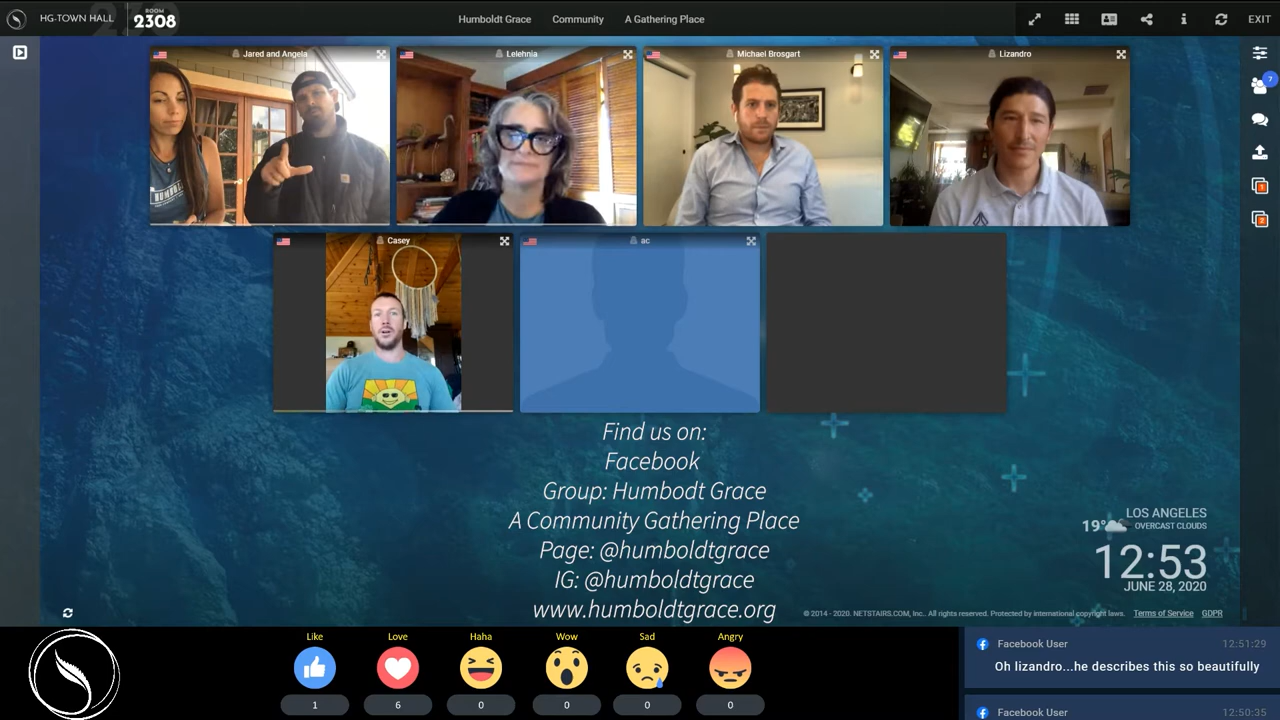 HG-TOWN HALL
ROOM
2308
Humboldt Grace
Community
A Gathering Place
EXIT
Jared and Angela
Lelehnia
Michael Brosgart
Lizandro
7
Casey
ac
Find us on:
Facebook
Group: Humbodt Grace
A Community Gathering Place
Page: @humboldtgrace
IG: @humboldtgrace
www.humboldtgrace.org
LOS ANGELES
19° OVERCAST CLOUDS
12:53
JUNE 28, 2020
© 2014 - 2020. NETSTAIRS.COM, Inc.. All rights reserved. Protected by international copyright laws. Terms of Service GDPR
Like Love Haha Wow Sad Angry
1 6 0 0 0 0
Facebook User 12:51:29
Oh lizandro...he describes this so beautifully
Facebook User 12:50:35